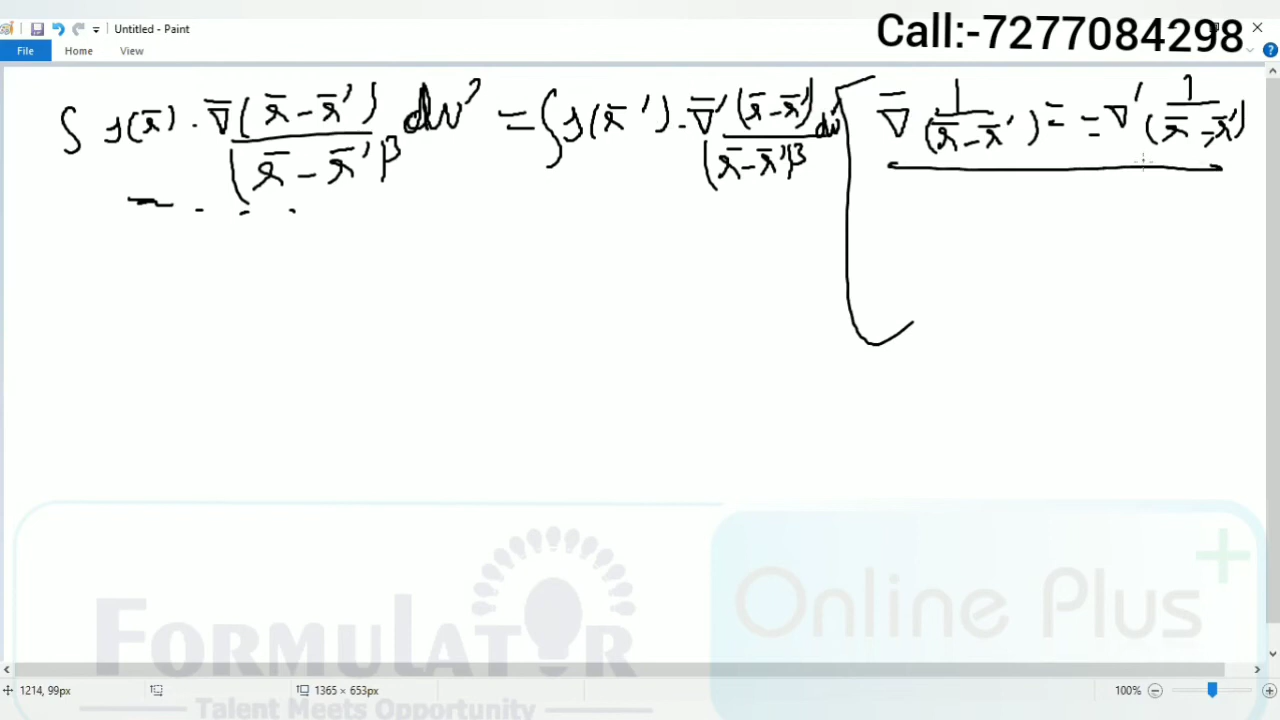 Call:-7277084298
Untitled - Paint
File Home View
∫ J(r̄) · ∇̄(r̄ - r̄')/|r̄ - r̄'|³ dv' = ∫ J(r̄') · ∇̄'(r̄ - r̄')/|r̄ - r̄'|³ dv'
∇̄(1/(r̄ - r̄')) = = ∇'(1/(r̄ - r̄'))
= - - .
FORMULATOR
Talent Meets Opportunity
Online Plus+
1214, 99px 1365 × 653px 100%